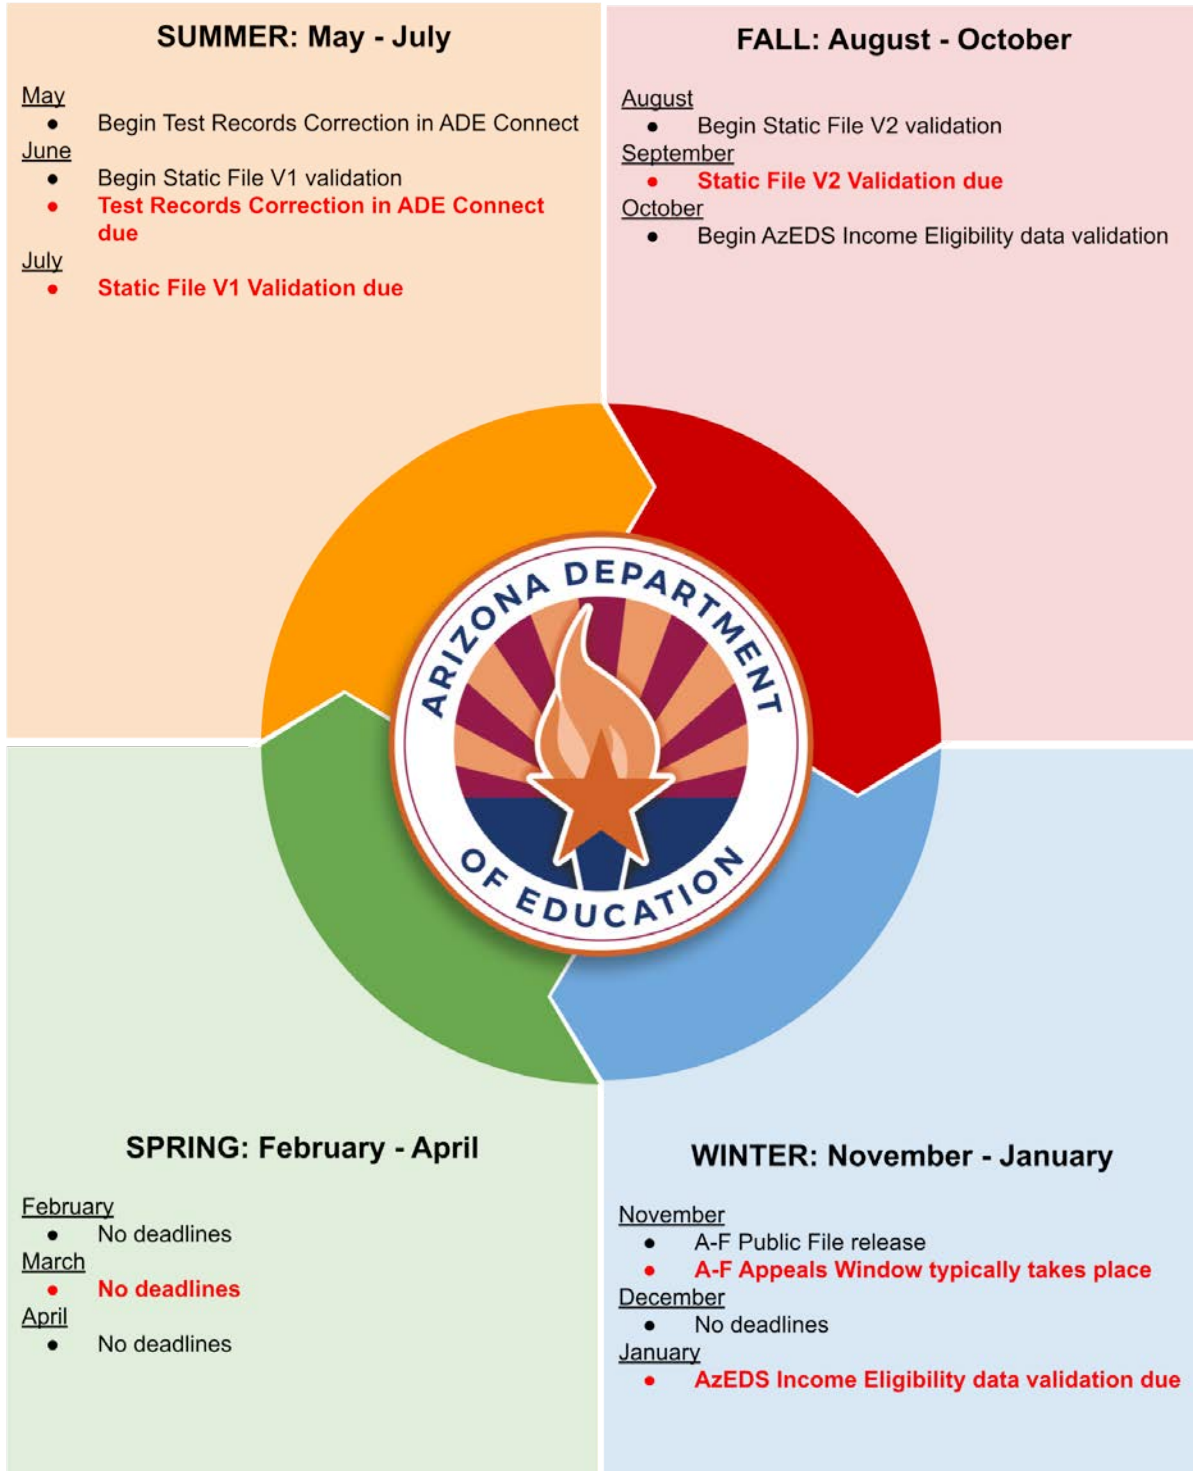 SUMMER: May - July
May
● Begin Test Records Correction in ADE Connect
June
● Begin Static File V1 validation
● Test Records Correction in ADE Connect
due
July
● Static File V1 Validation due
FALL: August - October
August
● Begin Static File V2 validation
September
● Static File V2 Validation due
October
● Begin AzEDS Income Eligibility data validation
ARIZONA DEPARTMENT
OF EDUCATION
SPRING: February - April
February
● No deadlines
March
● No deadlines
April
● No deadlines
WINTER: November - January
November
● A-F Public File release
● A-F Appeals Window typically takes place
December
● No deadlines
January
● AzEDS Income Eligibility data validation due